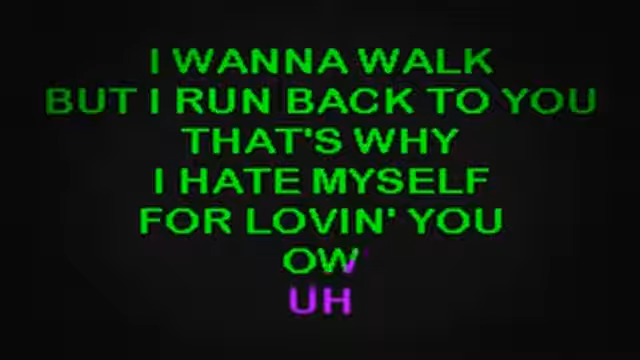 I WANNA WALK
BUT I RUN BACK TO YOU
THAT'S WHY
I HATE MYSELF
FOR LOVIN' YOU
OW
UH